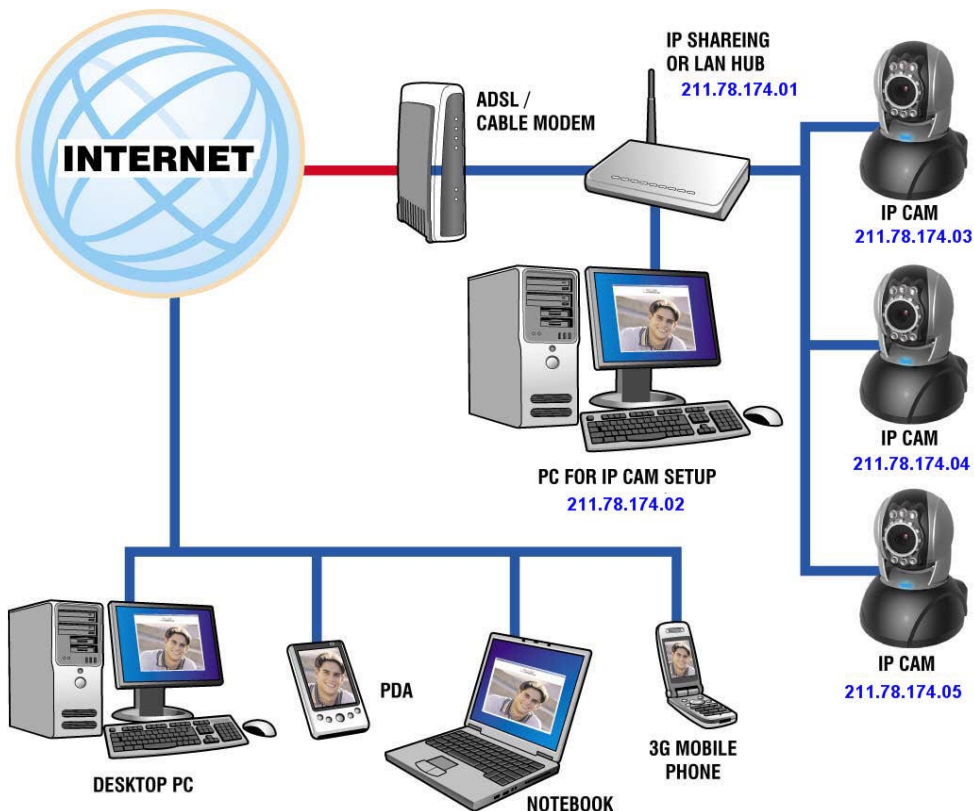 IP SHAREING
OR LAN HUB
211.78.174.01
ADSL /
CABLE MODEM
INTERNET
IP CAM
211.78.174.03
IP CAM
211.78.174.04
PC FOR IP CAM SETUP
211.78.174.02
IP CAM
211.78.174.05
PDA
DESKTOP PC
NOTEBOOK
3G MOBILE
PHONE